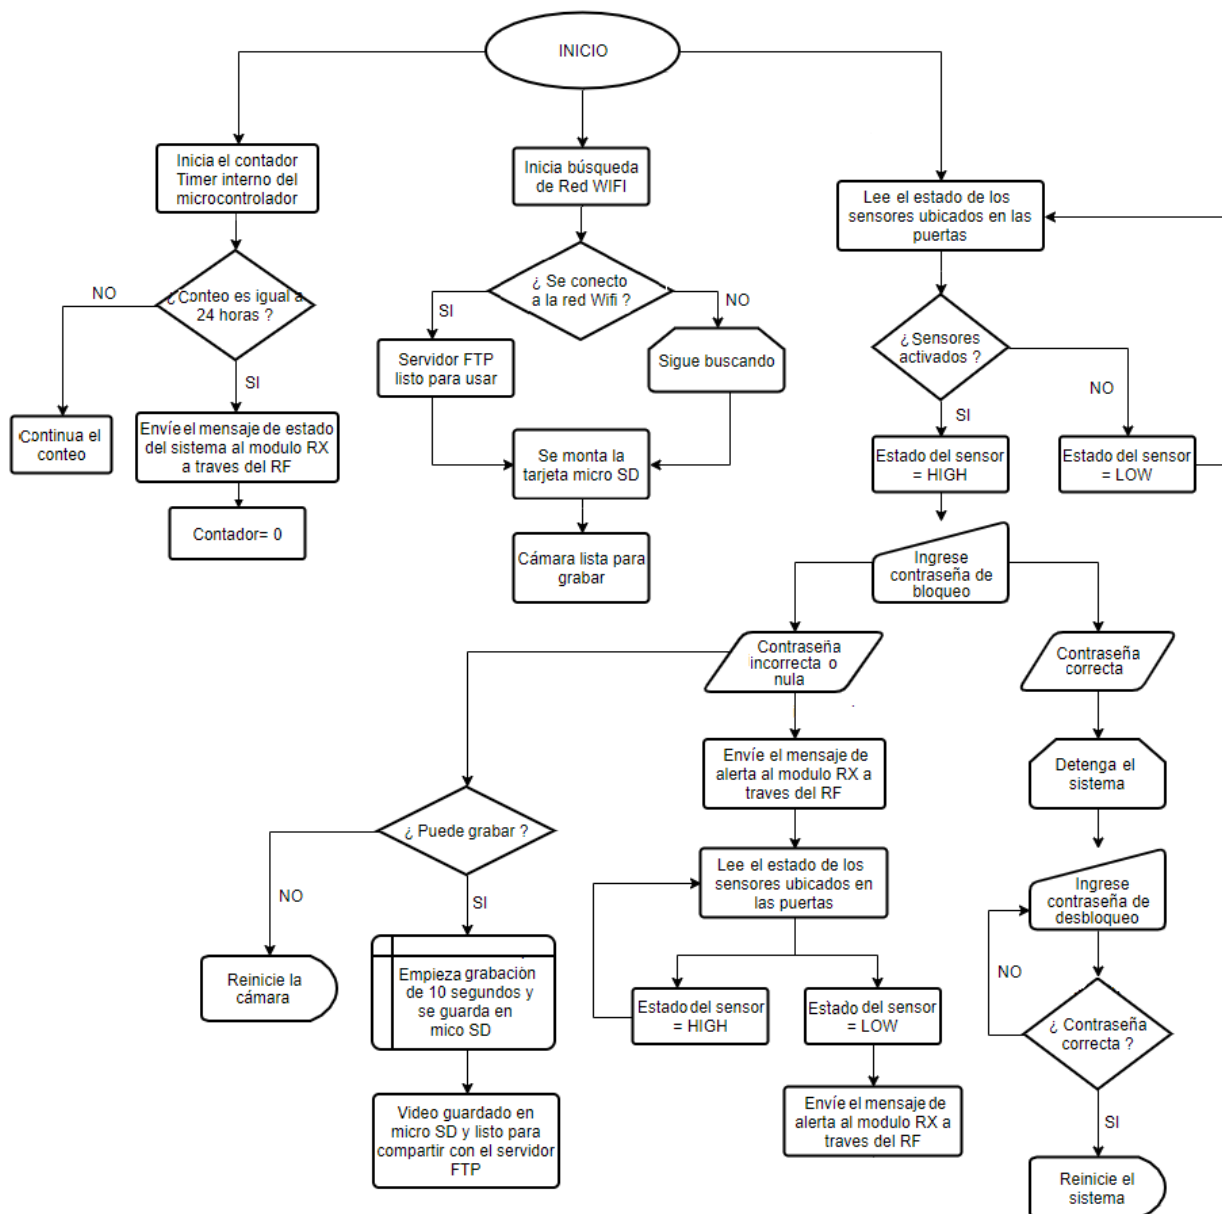 INICIO
Inicia el contador
Timer interno del
microcontrolador
Inicia búsqueda
de Red WIFI
Lee el estado de los
sensores ubicados en las
puertas
¿Conteo es igual a
24 horas ?
NO
SI
¿ Se conecto
a la red Wifi ?
SI
NO
¿ Sensores
activados ?
NO
SI
Continua el
conteo
Envíe el mensaje de estado
del sistema al modulo RX
a traves del RF
Contador= 0
Servidor FTP
listo para usar
Sigue buscando
Se monta la
tarjeta micro SD
Cámara lista para
grabar
Estado del sensor
= HIGH
Estado del sensor
= LOW
Ingrese
contraseña de
bloqueo
Contraseña
incorrecta o
nula
Contraseña
correcta
Envíe el mensaje de
alerta al modulo RX a
traves del RF
Detenga el
sistema
¿ Puede grabar ?
NO
SI
Lee el estado de los
sensores ubicados en
las puertas
Ingrese
contraseña de
desbloqueo
NO
Reinicie la
cámara
Empieza grabación
de 10 segundos y
se guarda en
mico SD
Estado del sensor
= HIGH
Estado del sensor
= LOW
¿ Contraseña
correcta ?
SI
Video guardado en
micro SD y listo para
compartir con el servidor
FTP
Envíe el mensaje de
alerta al modulo RX a
traves del RF
Reinicie el
sistema